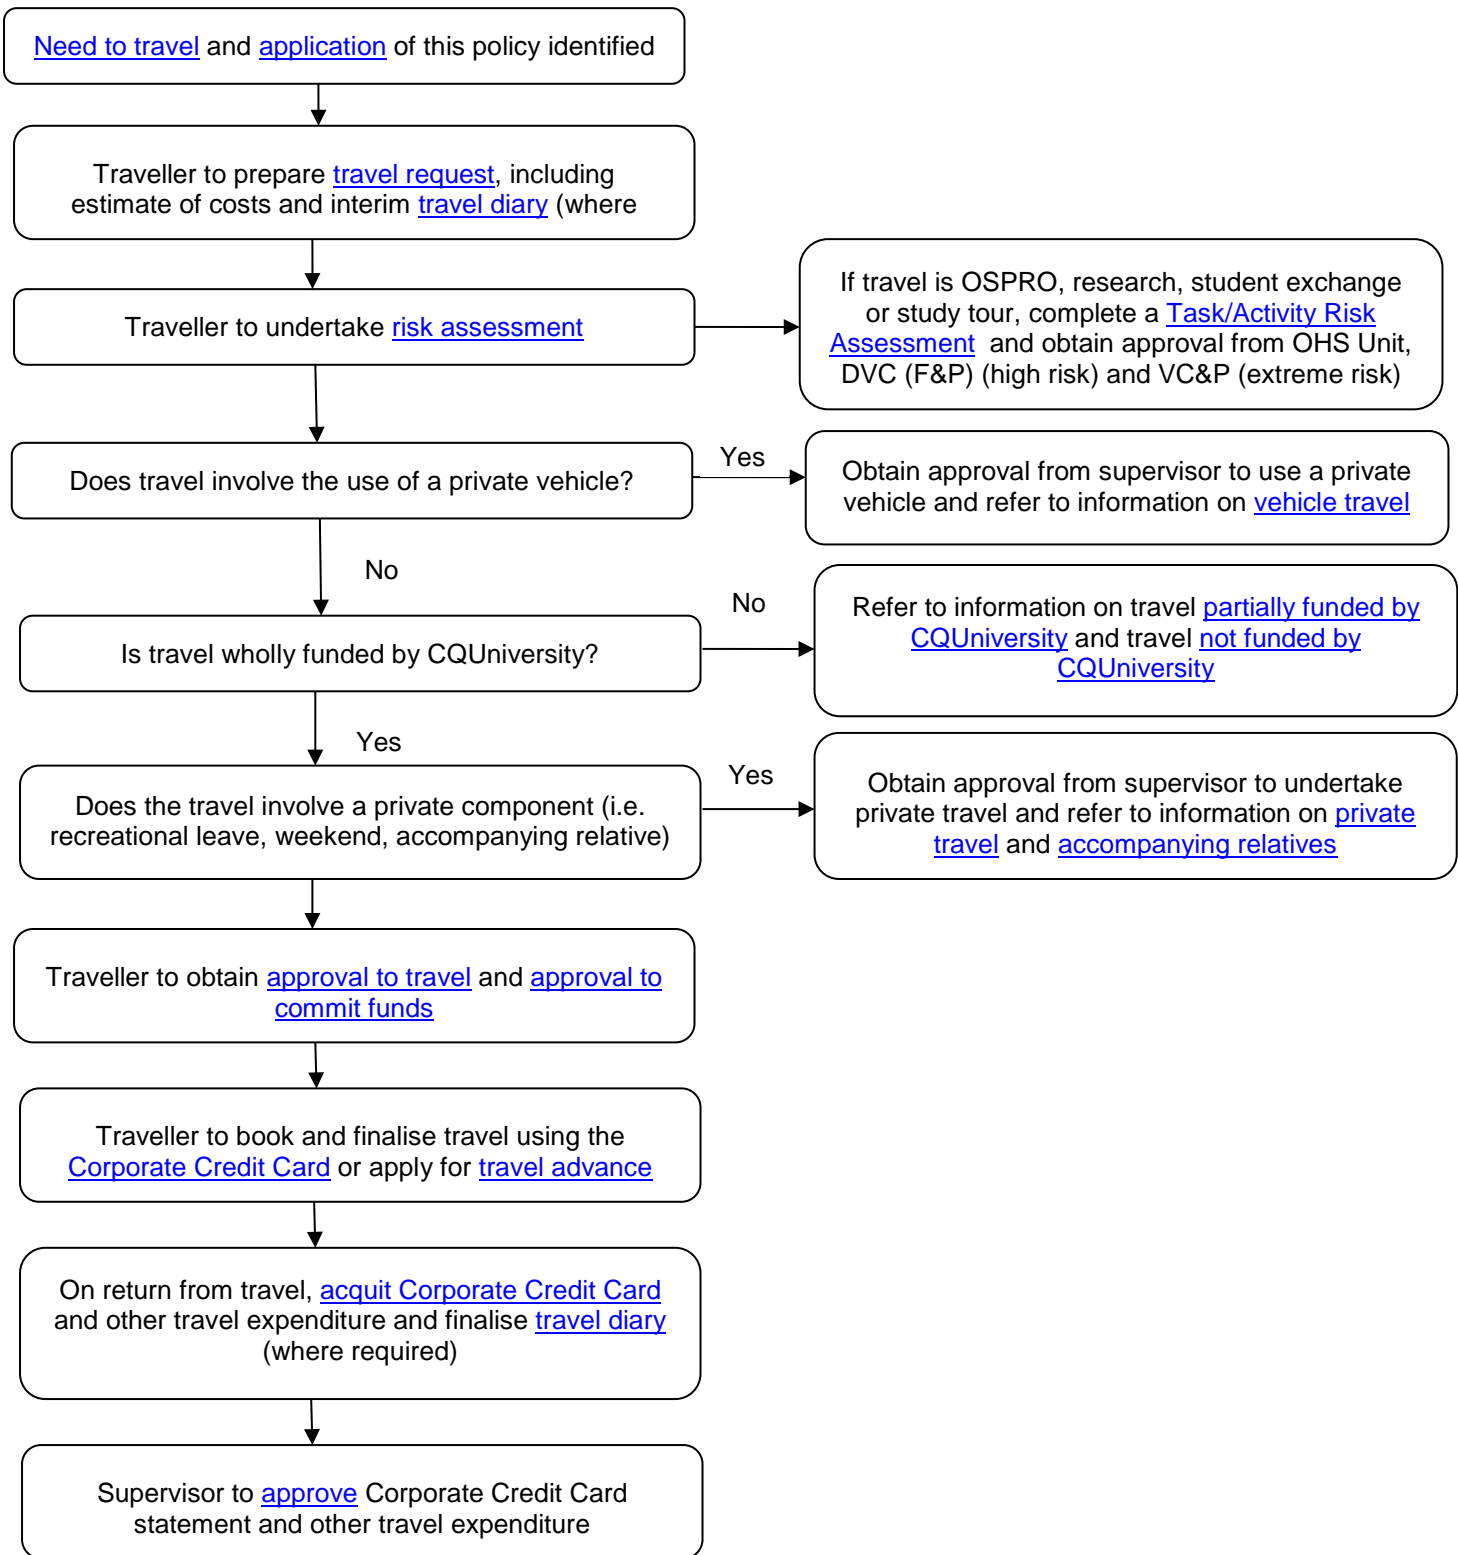 Need to travel and application of this policy identified
Traveller to prepare travel request, including
estimate of costs and interim travel diary (where
Traveller to undertake risk assessment
If travel is OSPRO, research, student exchange
or study tour, complete a Task/Activity Risk
Assessment and obtain approval from OHS Unit,
DVC (F&P) (high risk) and VC&P (extreme risk)
Does travel involve the use of a private vehicle?
Yes
Obtain approval from supervisor to use a private
vehicle and refer to information on vehicle travel
No
Is travel wholly funded by CQUniversity?
No
Refer to information on travel partially funded by
CQUniversity and travel not funded by
CQUniversity
Yes
Does the travel involve a private component (i.e.
recreational leave, weekend, accompanying relative)
Yes
Obtain approval from supervisor to undertake
private travel and refer to information on private
travel and accompanying relatives
Traveller to obtain approval to travel and approval to
commit funds
Traveller to book and finalise travel using the
Corporate Credit Card or apply for travel advance
On return from travel, acquit Corporate Credit Card
and other travel expenditure and finalise travel diary
(where required)
Supervisor to approve Corporate Credit Card
statement and other travel expenditure